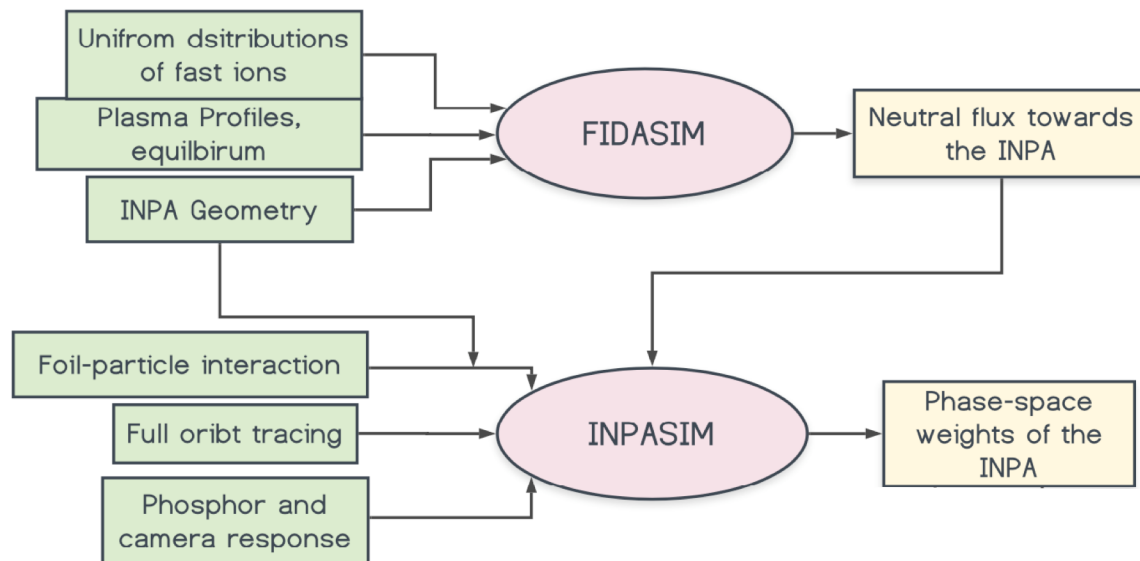 Unifrom dsitributions
of fast ions
Plasma Profiles,
equilbirum
INPA Geometry
FIDASIM
Neutral flux towards
the INPA
Foil-particle interaction
Full oribt tracing
Phosphor and
camera response
INPASIM
Phase-space
weights of the
INPA